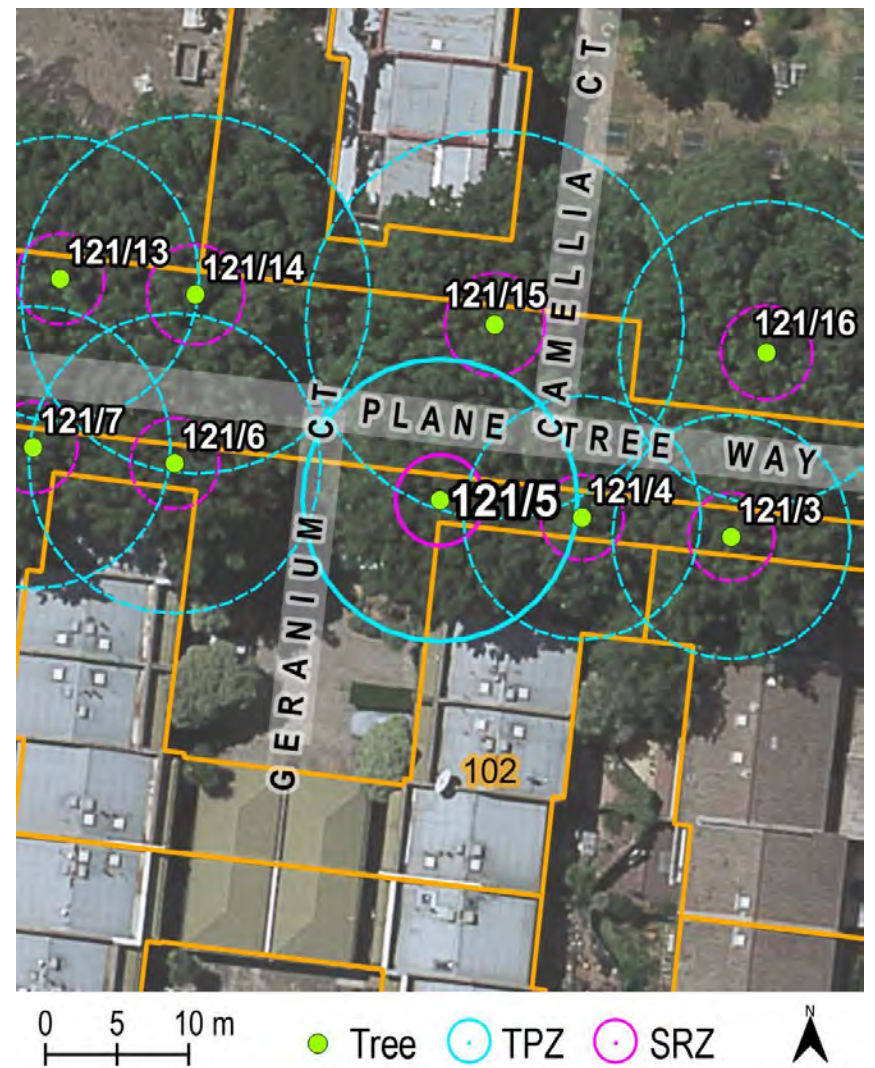 CAMELLIA CT
121/13
121/14
121/15
121/16
PLANE TREE WAY
121/7
121/6
121/5
121/4
121/3
GERANIUM CT
102
0 5 10 m
Tree
TPZ
SRZ
N